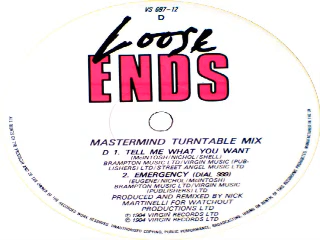 VS 697-12
D
Loose
ENDS
MASTERMIND TURNTABLE MIX
D 1. TELL ME WHAT YOU WANT
(McINTOSH/NICHOL/SHELL)
BRAMPTON MUSIC LTD/VIRGIN MUSIC (PUB-
LISHERS) LTD/STREET ANGEL MUSIC LTD
2. EMERGENCY (DIAL 999)
(EUGENE/NICHOL/McINTOSH)
BRAMPTON MUSIC LTD/VIRGIN MUSIC
(PUBLISHERS) LTD
PRODUCED AND REMIXED BY NICK
MARTINELLI FOR WATCHOUT
PRODUCTIONS LTD
℗ 1984 VIRGIN RECORDS LTD
© 1984 VIRGIN RECORDS LTD